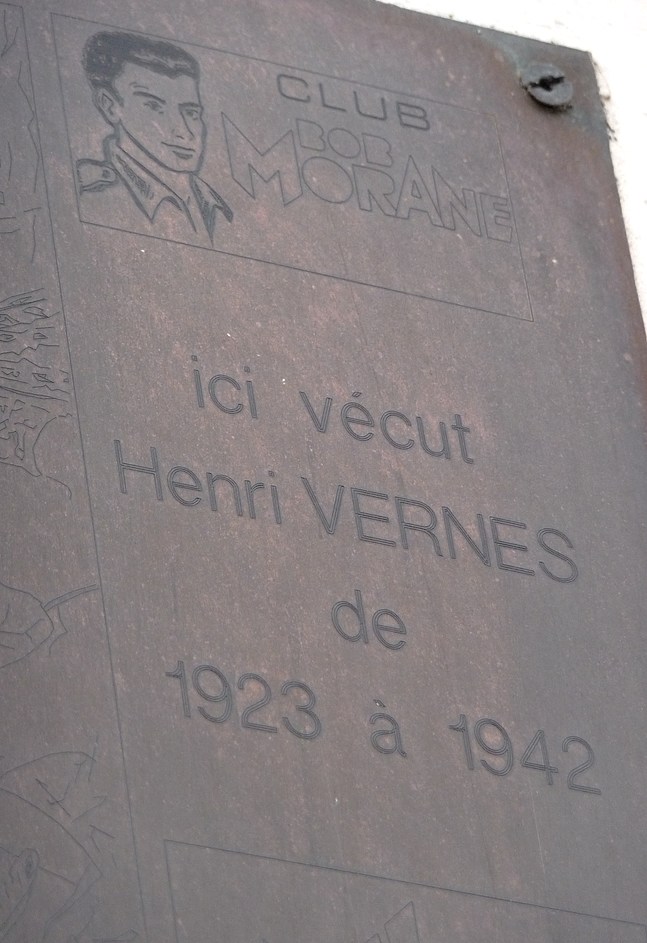 CLUB
BOB
MORANE
ici vécut
Henri VERNES
de
1923 à 1942